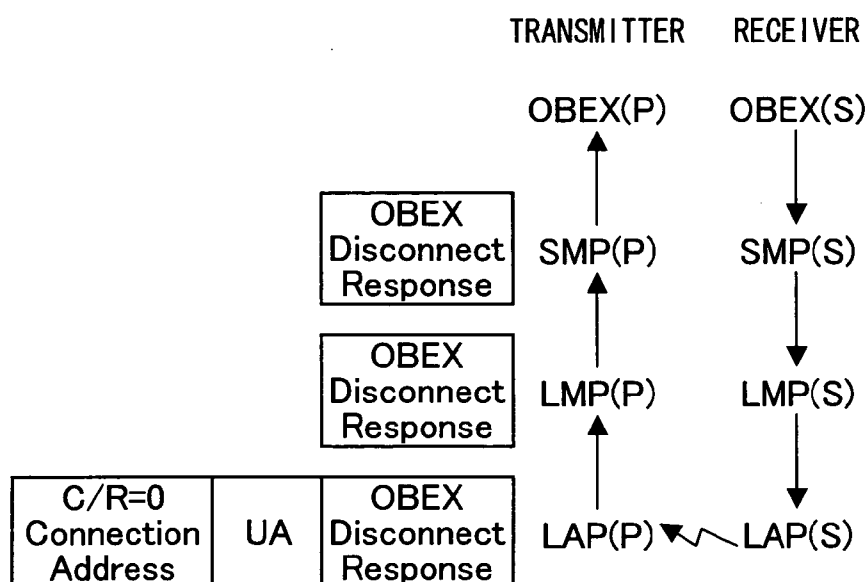 TRANSMITTER RECEIVER
OBEX(P) OBEX(S)
OBEX
Disconnect
Response
SMP(P) SMP(S)
OBEX
Disconnect
Response
LMP(P) LMP(S)
C/R=0
Connection
Address
UA
OBEX
Disconnect
Response
LAP(P) LAP(S)